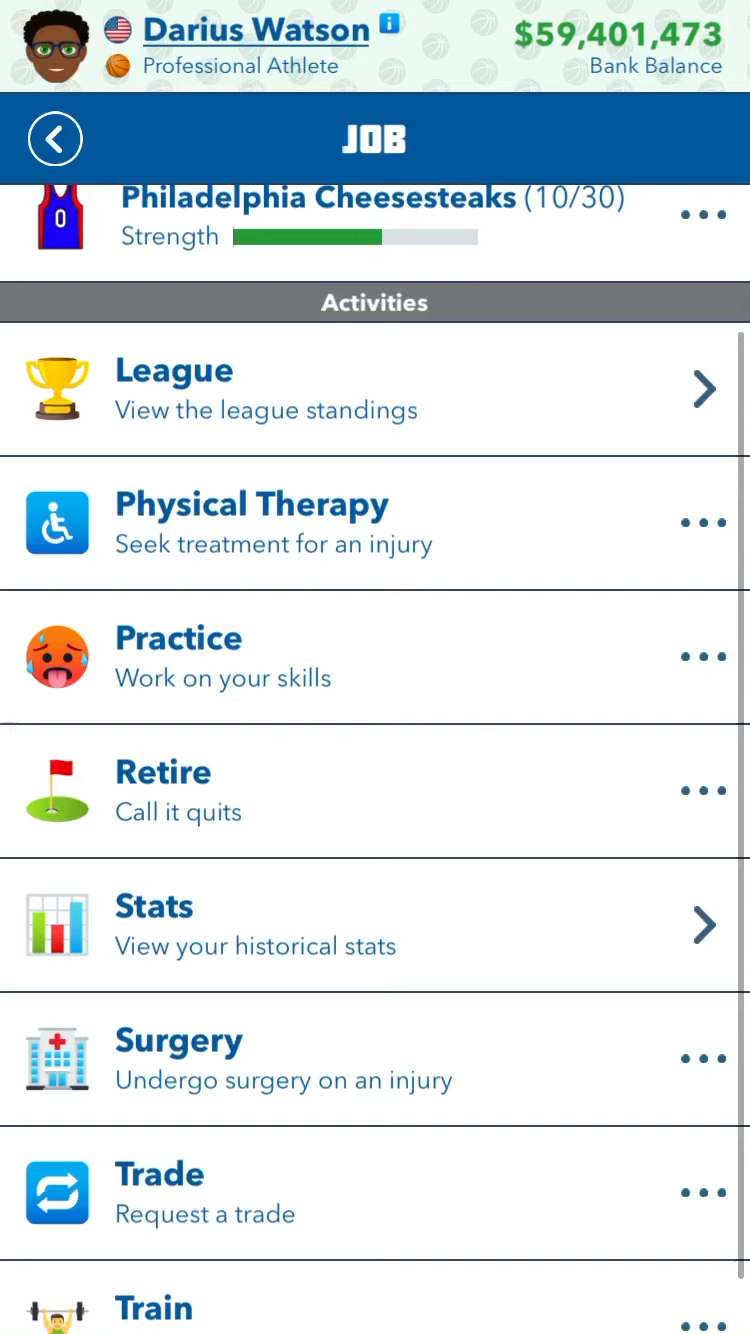 Darius Watson
$59,401,473
Professional Athlete
Bank Balance
JOB
0
Philadelphia Cheesesteaks (10/30)
Strength
Activities
League
View the league standings
Physical Therapy
Seek treatment for an injury
Practice
Work on your skills
Retire
Call it quits
Stats
View your historical stats
Surgery
Undergo surgery on an injury
Trade
Request a trade
Train